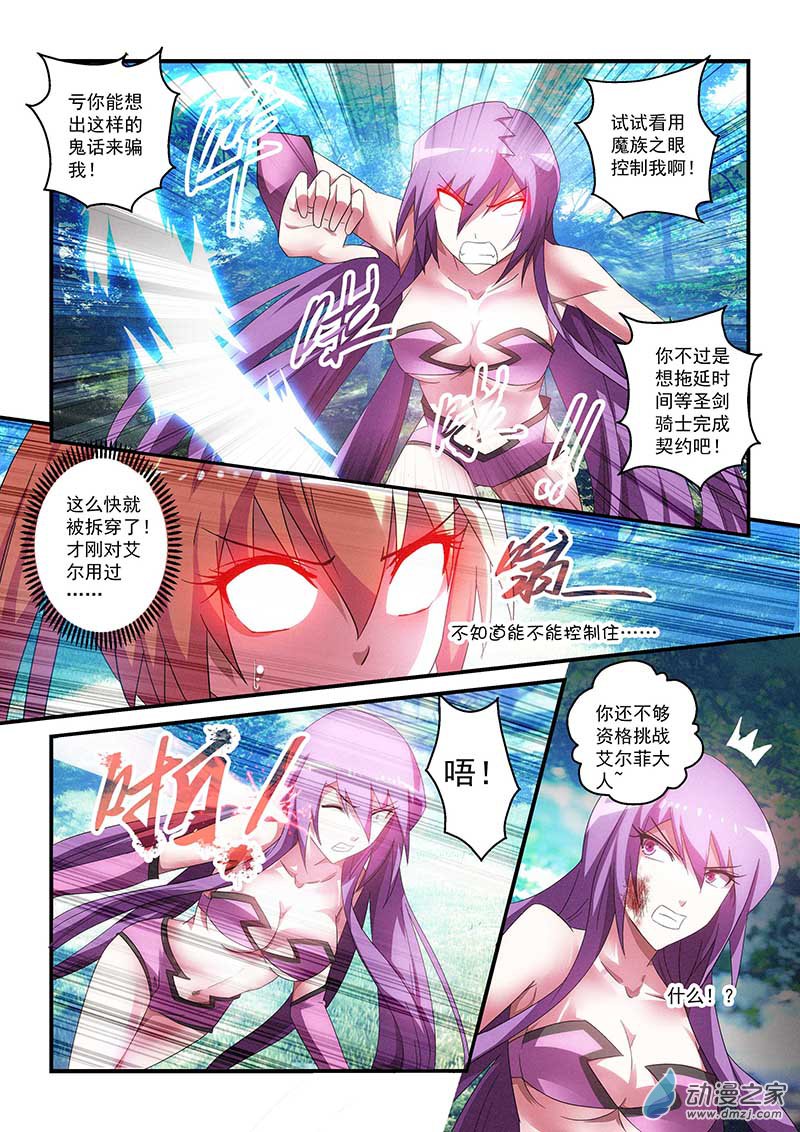 亏你能想
出这样的
鬼话来骗
我！
试试看用
魔族之眼
控制我啊！
你不过是
想拖延时
间等圣剑
骑士完成
契约吧！
这么快就
被拆穿了！
才刚对艾
尔用过
……
不知道能不能控制住……
唔！
啪
你还不够
资格挑战
艾尔菲大
人~
什么！？
动漫之家
www.dmzj.com